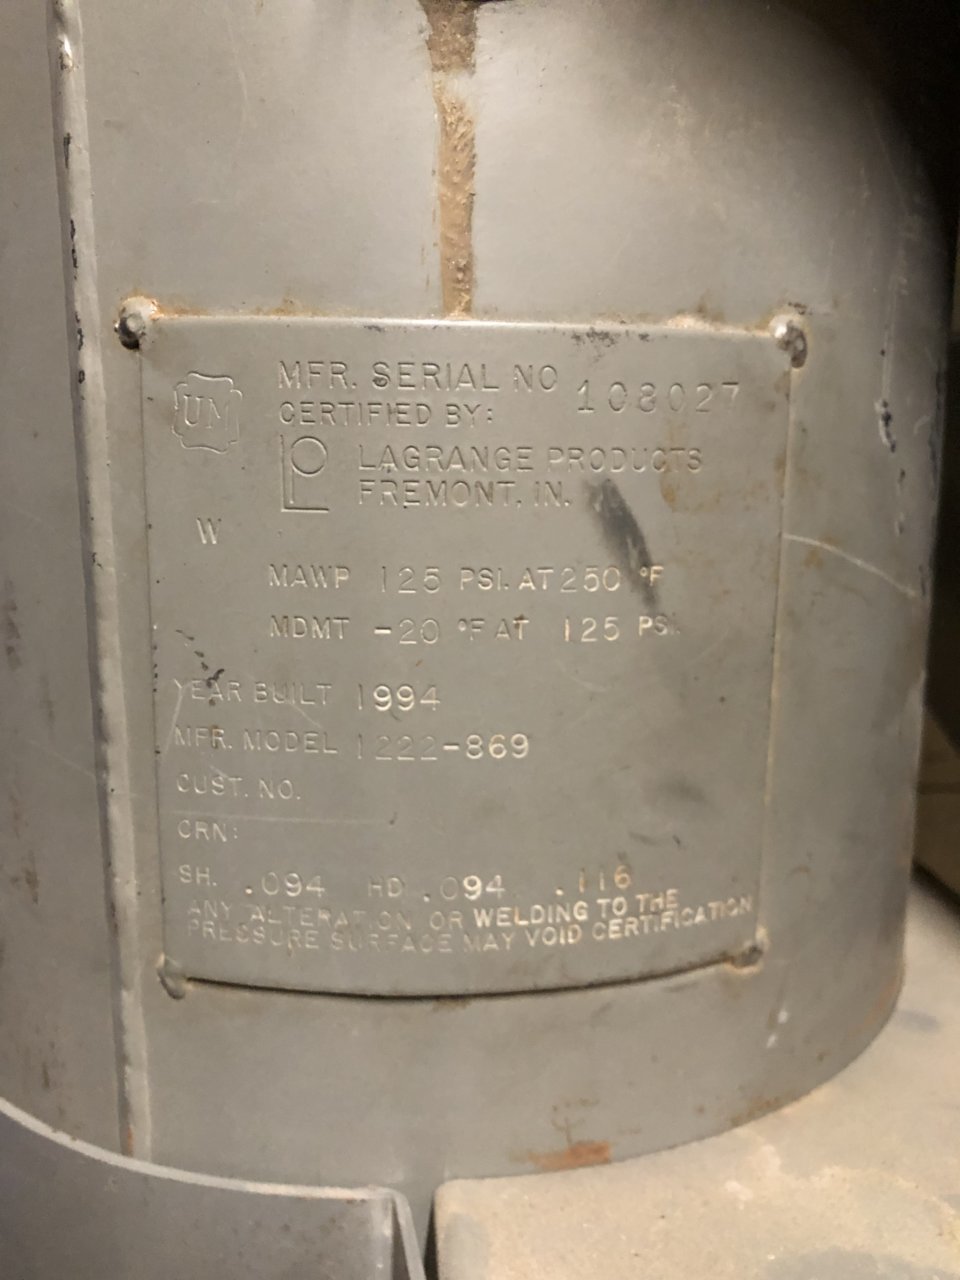 UM
MFR. SERIAL NO 108027
CERTIFIED BY:
LP
LAGRANGE PRODUCTS
FREMONT, IN.
W
MAWP 125 PSI. AT 250 °F
MDMT -20 °F AT 125 PSI.
YEAR BUILT 1994
MFR. MODEL 1222-869
CUST. NO.
CRN:
SH. .094 HD .094 .116
ANY ALTERATION OR WELDING TO THE
PRESSURE SURFACE MAY VOID CERTIFICATION